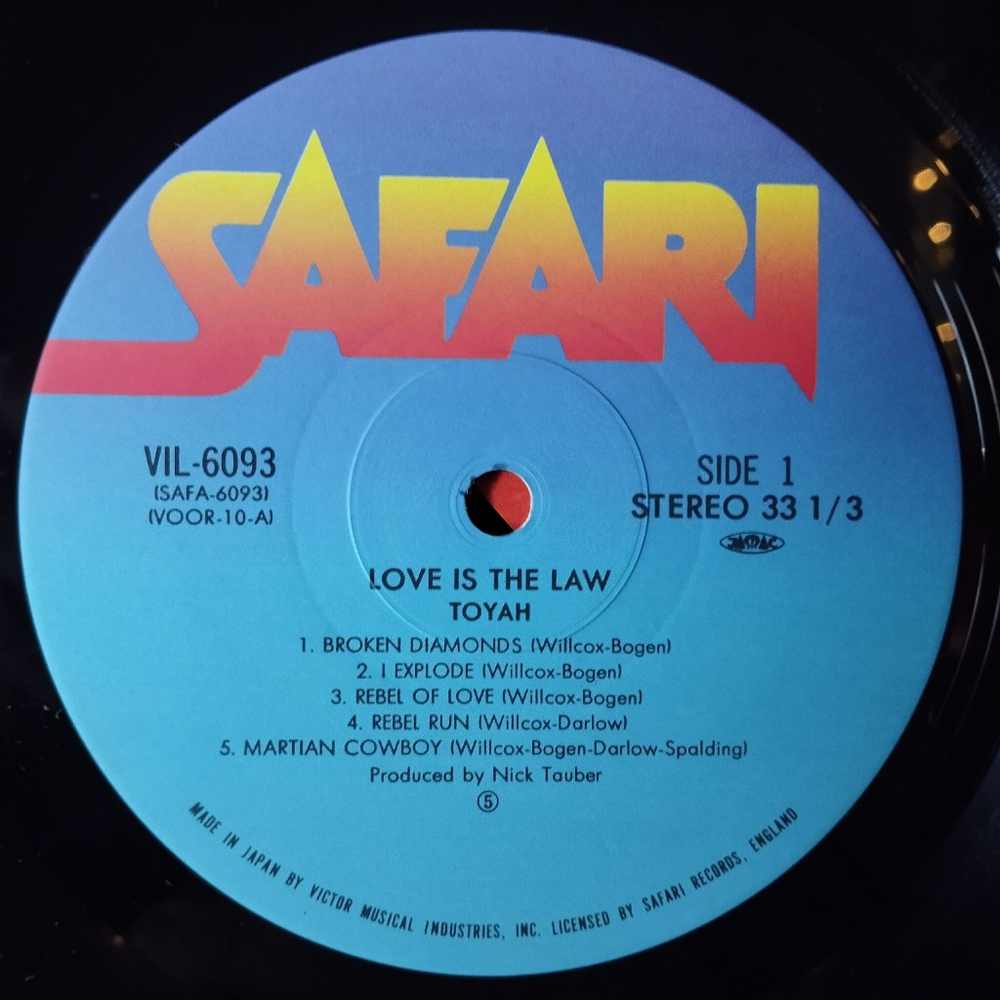 SAFARI
VIL-6093
(SAFA-6093)
(VOOR-10-A)
SIDE 1
STEREO 33 1/3
JASRAC
LOVE IS THE LAW
TOYAH
1. BROKEN DIAMONDS (Willcox-Bogen)
2. I EXPLODE (Willcox-Bogen)
3. REBEL OF LOVE (Willcox-Bogen)
4. REBEL RUN (Willcox-Darlow)
5. MARTIAN COWBOY (Willcox-Bogen-Darlow-Spalding)
Produced by Nick Tauber
⑤
MADE IN JAPAN BY VICTOR MUSICAL INDUSTRIES, INC. LICENSED BY SAFARI RECORDS, ENGLAND